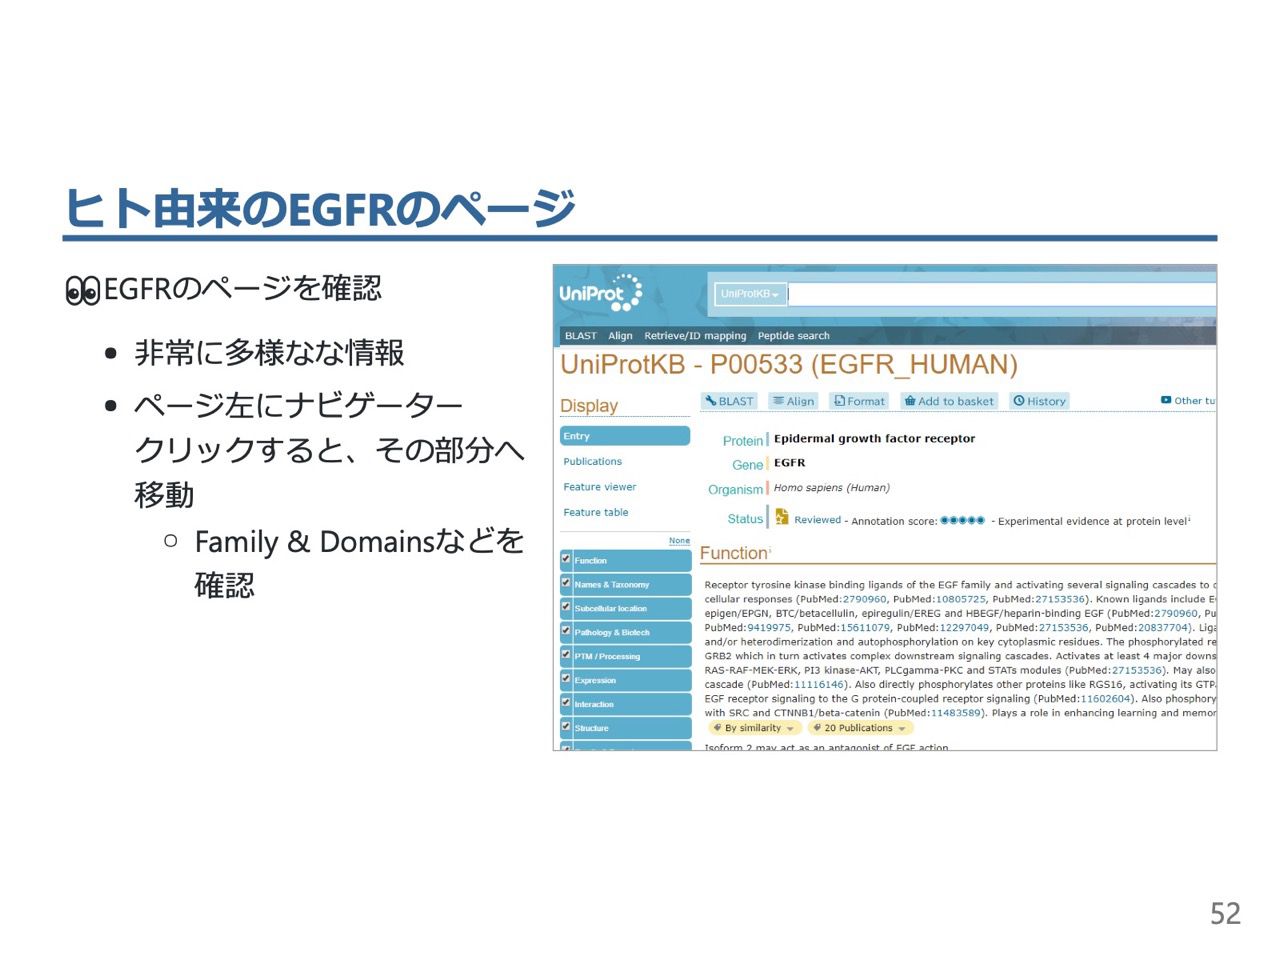 ヒト由来のEGFRのページ
👀EGFRのページを確認
• 非常に多様なな情報
• ページ左にナビゲーター
クリックすると、その部分へ
移動
○ Family & Domainsなどを
確認
UniProt
UniProtKB
BLAST Align Retrieve/ID mapping Peptide search
UniProtKB - P00533 (EGFR_HUMAN)
Display
Entry
Publications
Feature viewer
Feature table
None
Function
Names & Taxonomy
Subcellular location
Pathology & Biotech
PTM / Processing
Expression
Interaction
Structure
BLAST Align Format Add to basket History Other tu
Protein Epidermal growth factor receptor
Gene EGFR
Organism Homo sapiens (Human)
Status Reviewed - Annotation score: - Experimental evidence at protein levelⁱ
Functionⁱ
Receptor tyrosine kinase binding ligands of the EGF family and activating several signaling cascades to
cellular responses (PubMed:2790960, PubMed:10805725, PubMed:27153536). Known ligands include
epigen/EPGN, BTC/betacellulin, epiregulin/EREG and HBEGF/heparin-binding EGF (PubMed:2790960, Pu
PubMed:9419975, PubMed:15611079, PubMed:12297049, PubMed:27153536, PubMed:20837704). Liga
and/or heterodimerization and autophosphorylation on key cytoplasmic residues. The phosphorylated re
GRB2 which in turn activates complex downstream signaling cascades. Activates at least 4 major downs
RAS-RAF-MEK-ERK, PI3 kinase-AKT, PLCgamma-PKC and STATs modules (PubMed:27153536). May also
cascade (PubMed:11116146). Also directly phosphorylates other proteins like RGS16, activating its GTP
EGF receptor signaling to the G protein-coupled receptor signaling (PubMed:11602604). Also phosphory
with SRC and CTNNB1/beta-catenin (PubMed:11483589). Plays a role in enhancing learning and memor
By similarity 20 Publications
Isoform 2 may act as an antagonist of EGF action.
52